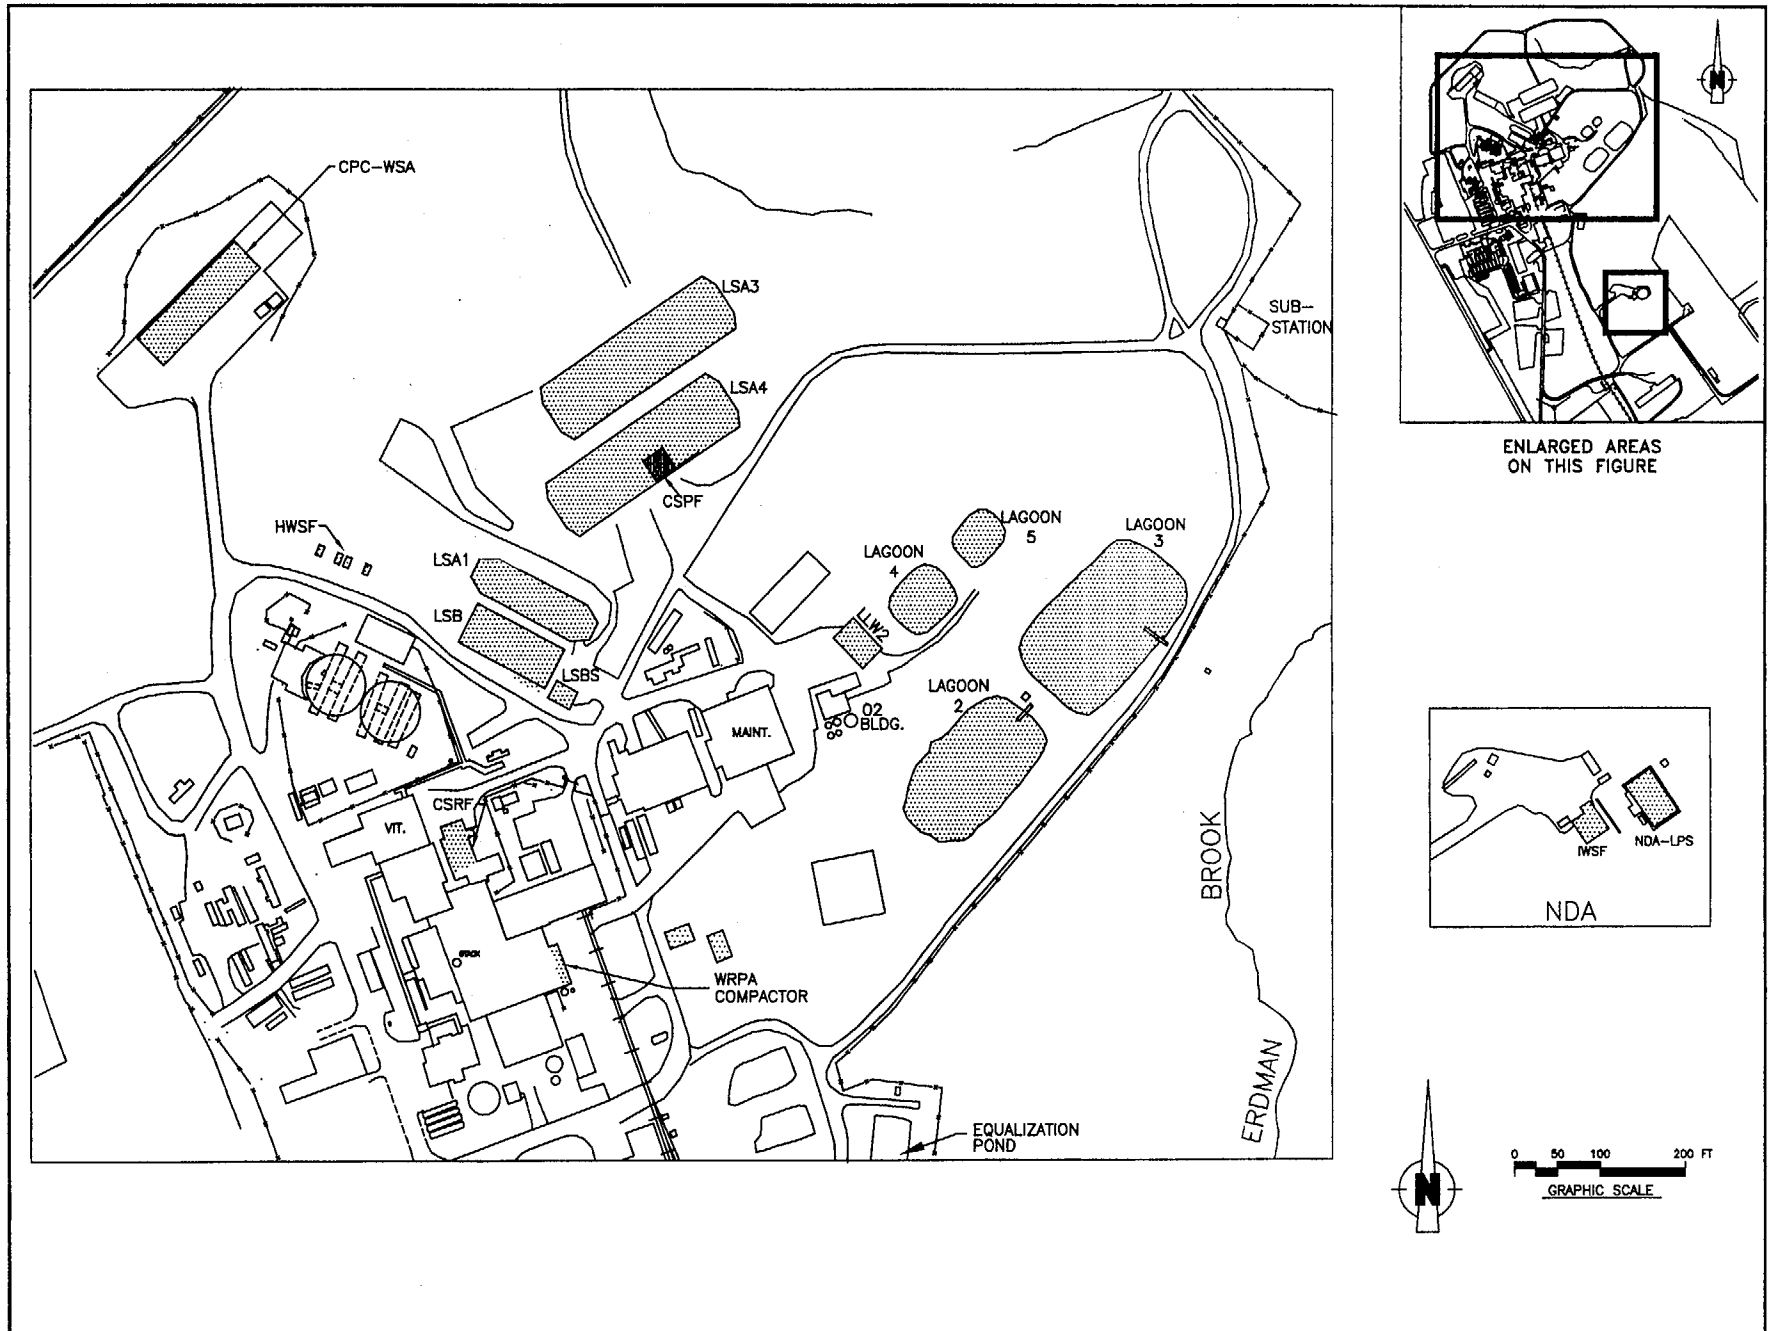 CPC-WSA
LSA3
SUB-
STATION
LSA4
CSPF
HWSF
LSA1
LAGOON
5
LAGOON
3
LAGOON
4
LSB
LLW2
LSBS
LAGOON
2
02
BLDG.
MAINT.
CSRF
VIT.
STACK
WRPA
COMPACTOR
BROOK
ERDMAN
EQUALIZATION
POND
N
ENLARGED AREAS
ON THIS FIGURE
IWSF
NDA-LPS
NDA
N
0 50 100 200 FT
GRAPHIC SCALE